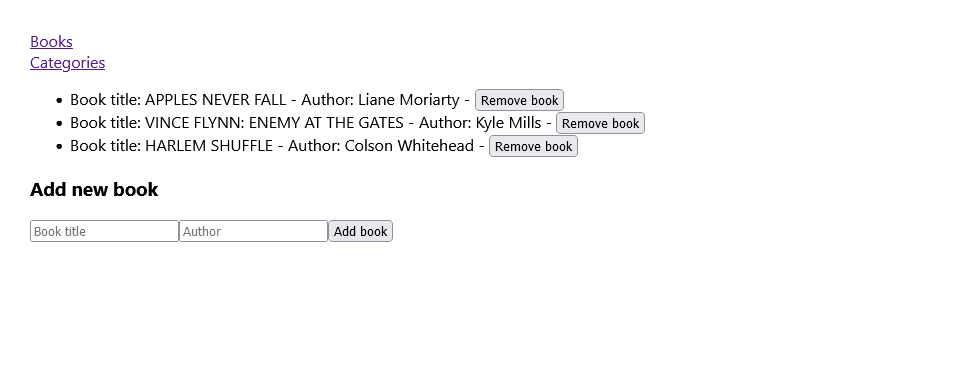 Books
Categories
Book title: APPLES NEVER FALL - Author: Liane Moriarty - Remove book
Book title: VINCE FLYNN: ENEMY AT THE GATES - Author: Kyle Mills - Remove book
Book title: HARLEM SHUFFLE - Author: Colson Whitehead - Remove book
Add new book
Book title Author Add book